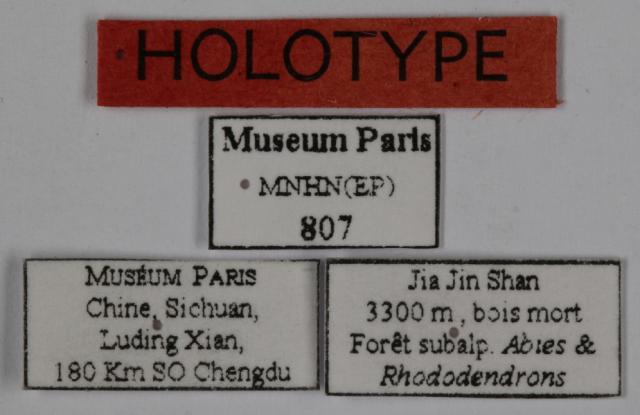 HOLOTYPE
Museum Paris
MNHN(EP)
807
MUSÉUM PARIS
Chine, Sichuan,
Luding Xian,
180 Km SO Chengdu
Jia Jin Shan
3300 m, bois mort
Forêt subalp. Abies &
Rhododendrons